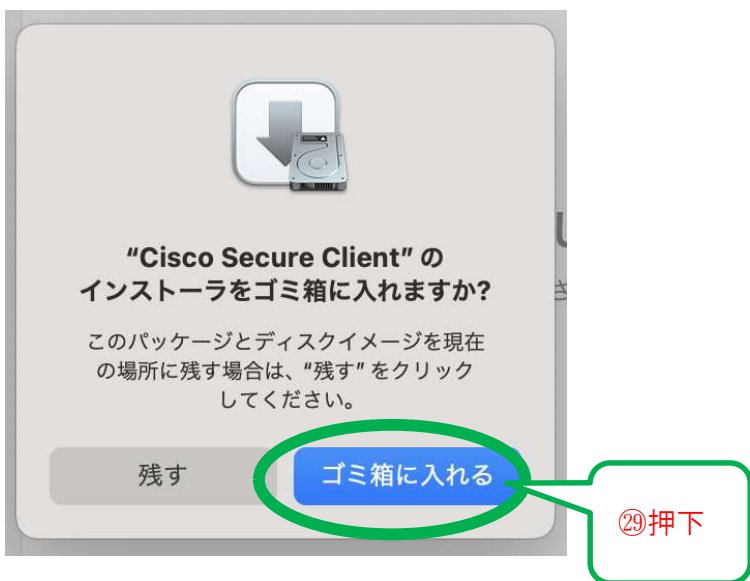 “Cisco Secure Client” の
インストーラをゴミ箱に入れますか?
このパッケージとディスクイメージを現在
の場所に残す場合は、“残す” をクリック
してください。
残す
ゴミ箱に入れる
㉙押下